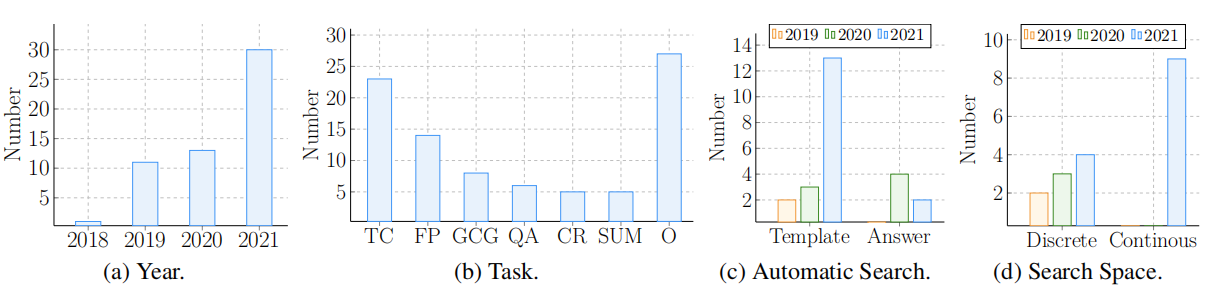 Number
30
25
20
15
10
5
2018 2019 2020 2021
(a) Year.
Number
30
25
20
15
10
5
TC FP GCG QA CR SUM O
(b) Task.
2019 2020 2021
Number
14
12
10
8
6
4
2
Template Answer
(c) Automatic Search.
2019 2020 2021
Number
10
8
6
4
2
Discrete Continous
(d) Search Space.